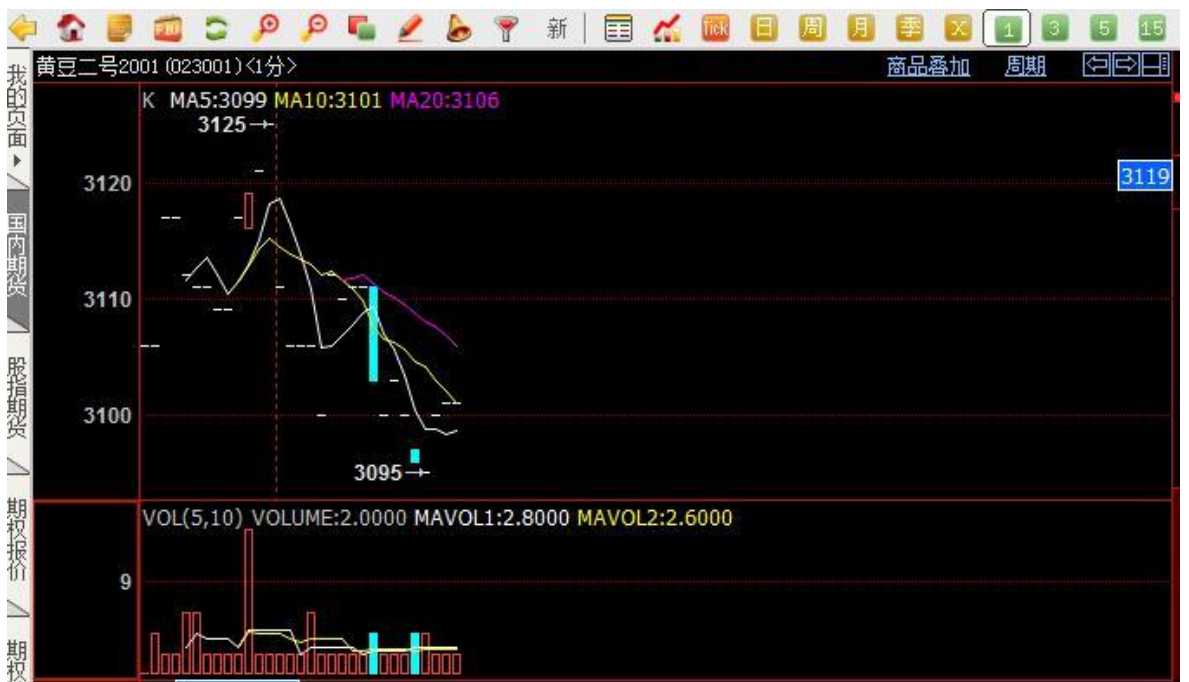 新 Tick 日 周 月 季 X 1 3 5 15
黄豆二号2001 (023001)<1分> 商品叠加 周期
K MA5:3099 MA10:3101 MA20:3106
3125
3120
3119
3110
3100
3095
VOL(5,10) VOLUME:2.0000 MAVOL1:2.8000 MAVOL2:2.6000
9
我的页面
国内期货
股指期货
期权报价
期权